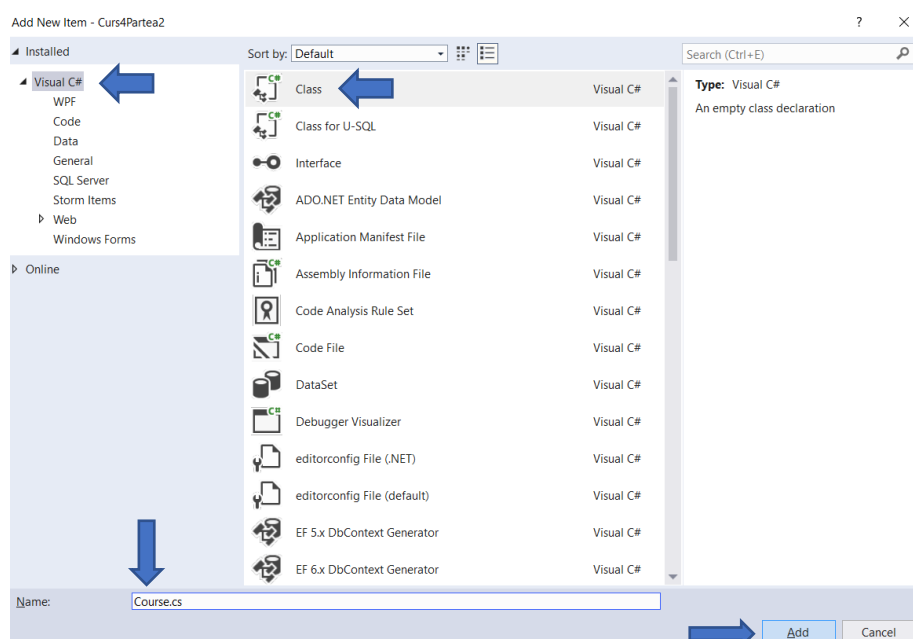 Add New Item - Curs4Partea2
? ×
Installed
Sort by: Default
Search (Ctrl+E)
Visual C#
WPF
Code
Data
General
SQL Server
Storm Items
Web
Windows Forms
Online
Class Visual C#
Class for U-SQL Visual C#
Interface Visual C#
ADO.NET Entity Data Model Visual C#
Application Manifest File Visual C#
Assembly Information File Visual C#
Code Analysis Rule Set Visual C#
Code File Visual C#
DataSet Visual C#
Debugger Visualizer Visual C#
editorconfig File (.NET) Visual C#
editorconfig File (default) Visual C#
EF 5.x DbContext Generator Visual C#
EF 6.x DbContext Generator Visual C#
Type: Visual C#
An empty class declaration
Name: Course.cs
Add Cancel